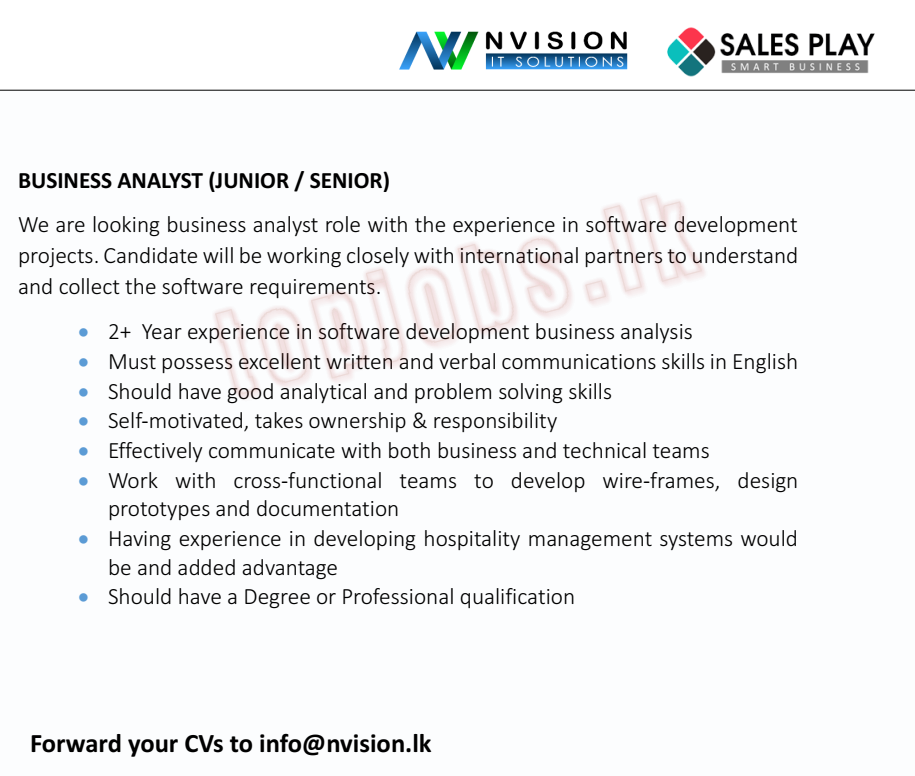 NVISION
IT SOLUTIONS
SALES PLAY
SMART BUSINESS
BUSINESS ANALYST (JUNIOR / SENIOR)
We are looking business analyst role with the experience in software development
projects. Candidate will be working closely with international partners to understand
and collect the software requirements.
topjobs.lk
• 2+ Year experience in software development business analysis
• Must possess excellent written and verbal communications skills in English
• Should have good analytical and problem solving skills
• Self-motivated, takes ownership & responsibility
• Effectively communicate with both business and technical teams
• Work with cross-functional teams to develop wire-frames, design
prototypes and documentation
• Having experience in developing hospitality management systems would
be and added advantage
• Should have a Degree or Professional qualification
Forward your CVs to info@nvision.lk